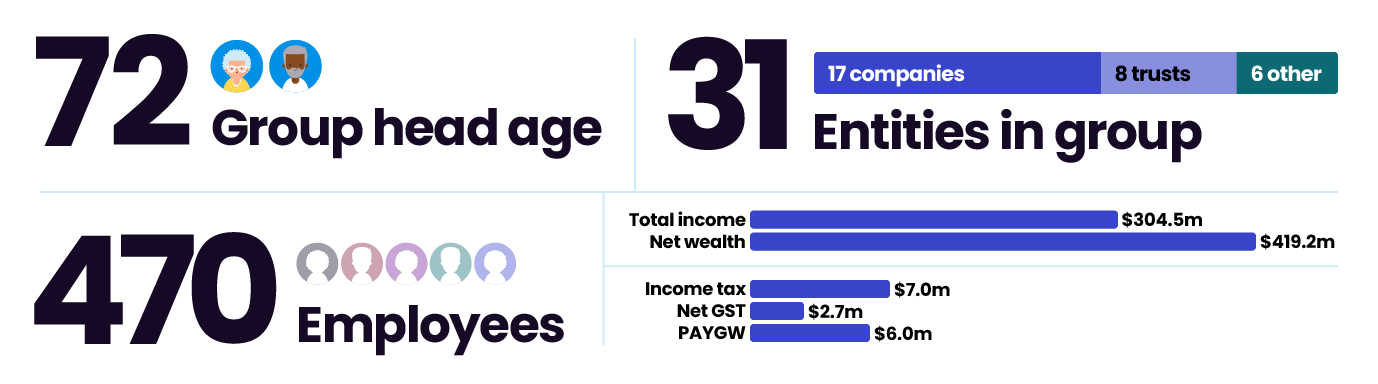 72
Group head age
31
17 companies
8 trusts
6 other
Entities in group
470
Employees
Total income $304.5m
Net wealth $419.2m
Income tax $7.0m
Net GST $2.7m
PAYGW $6.0m